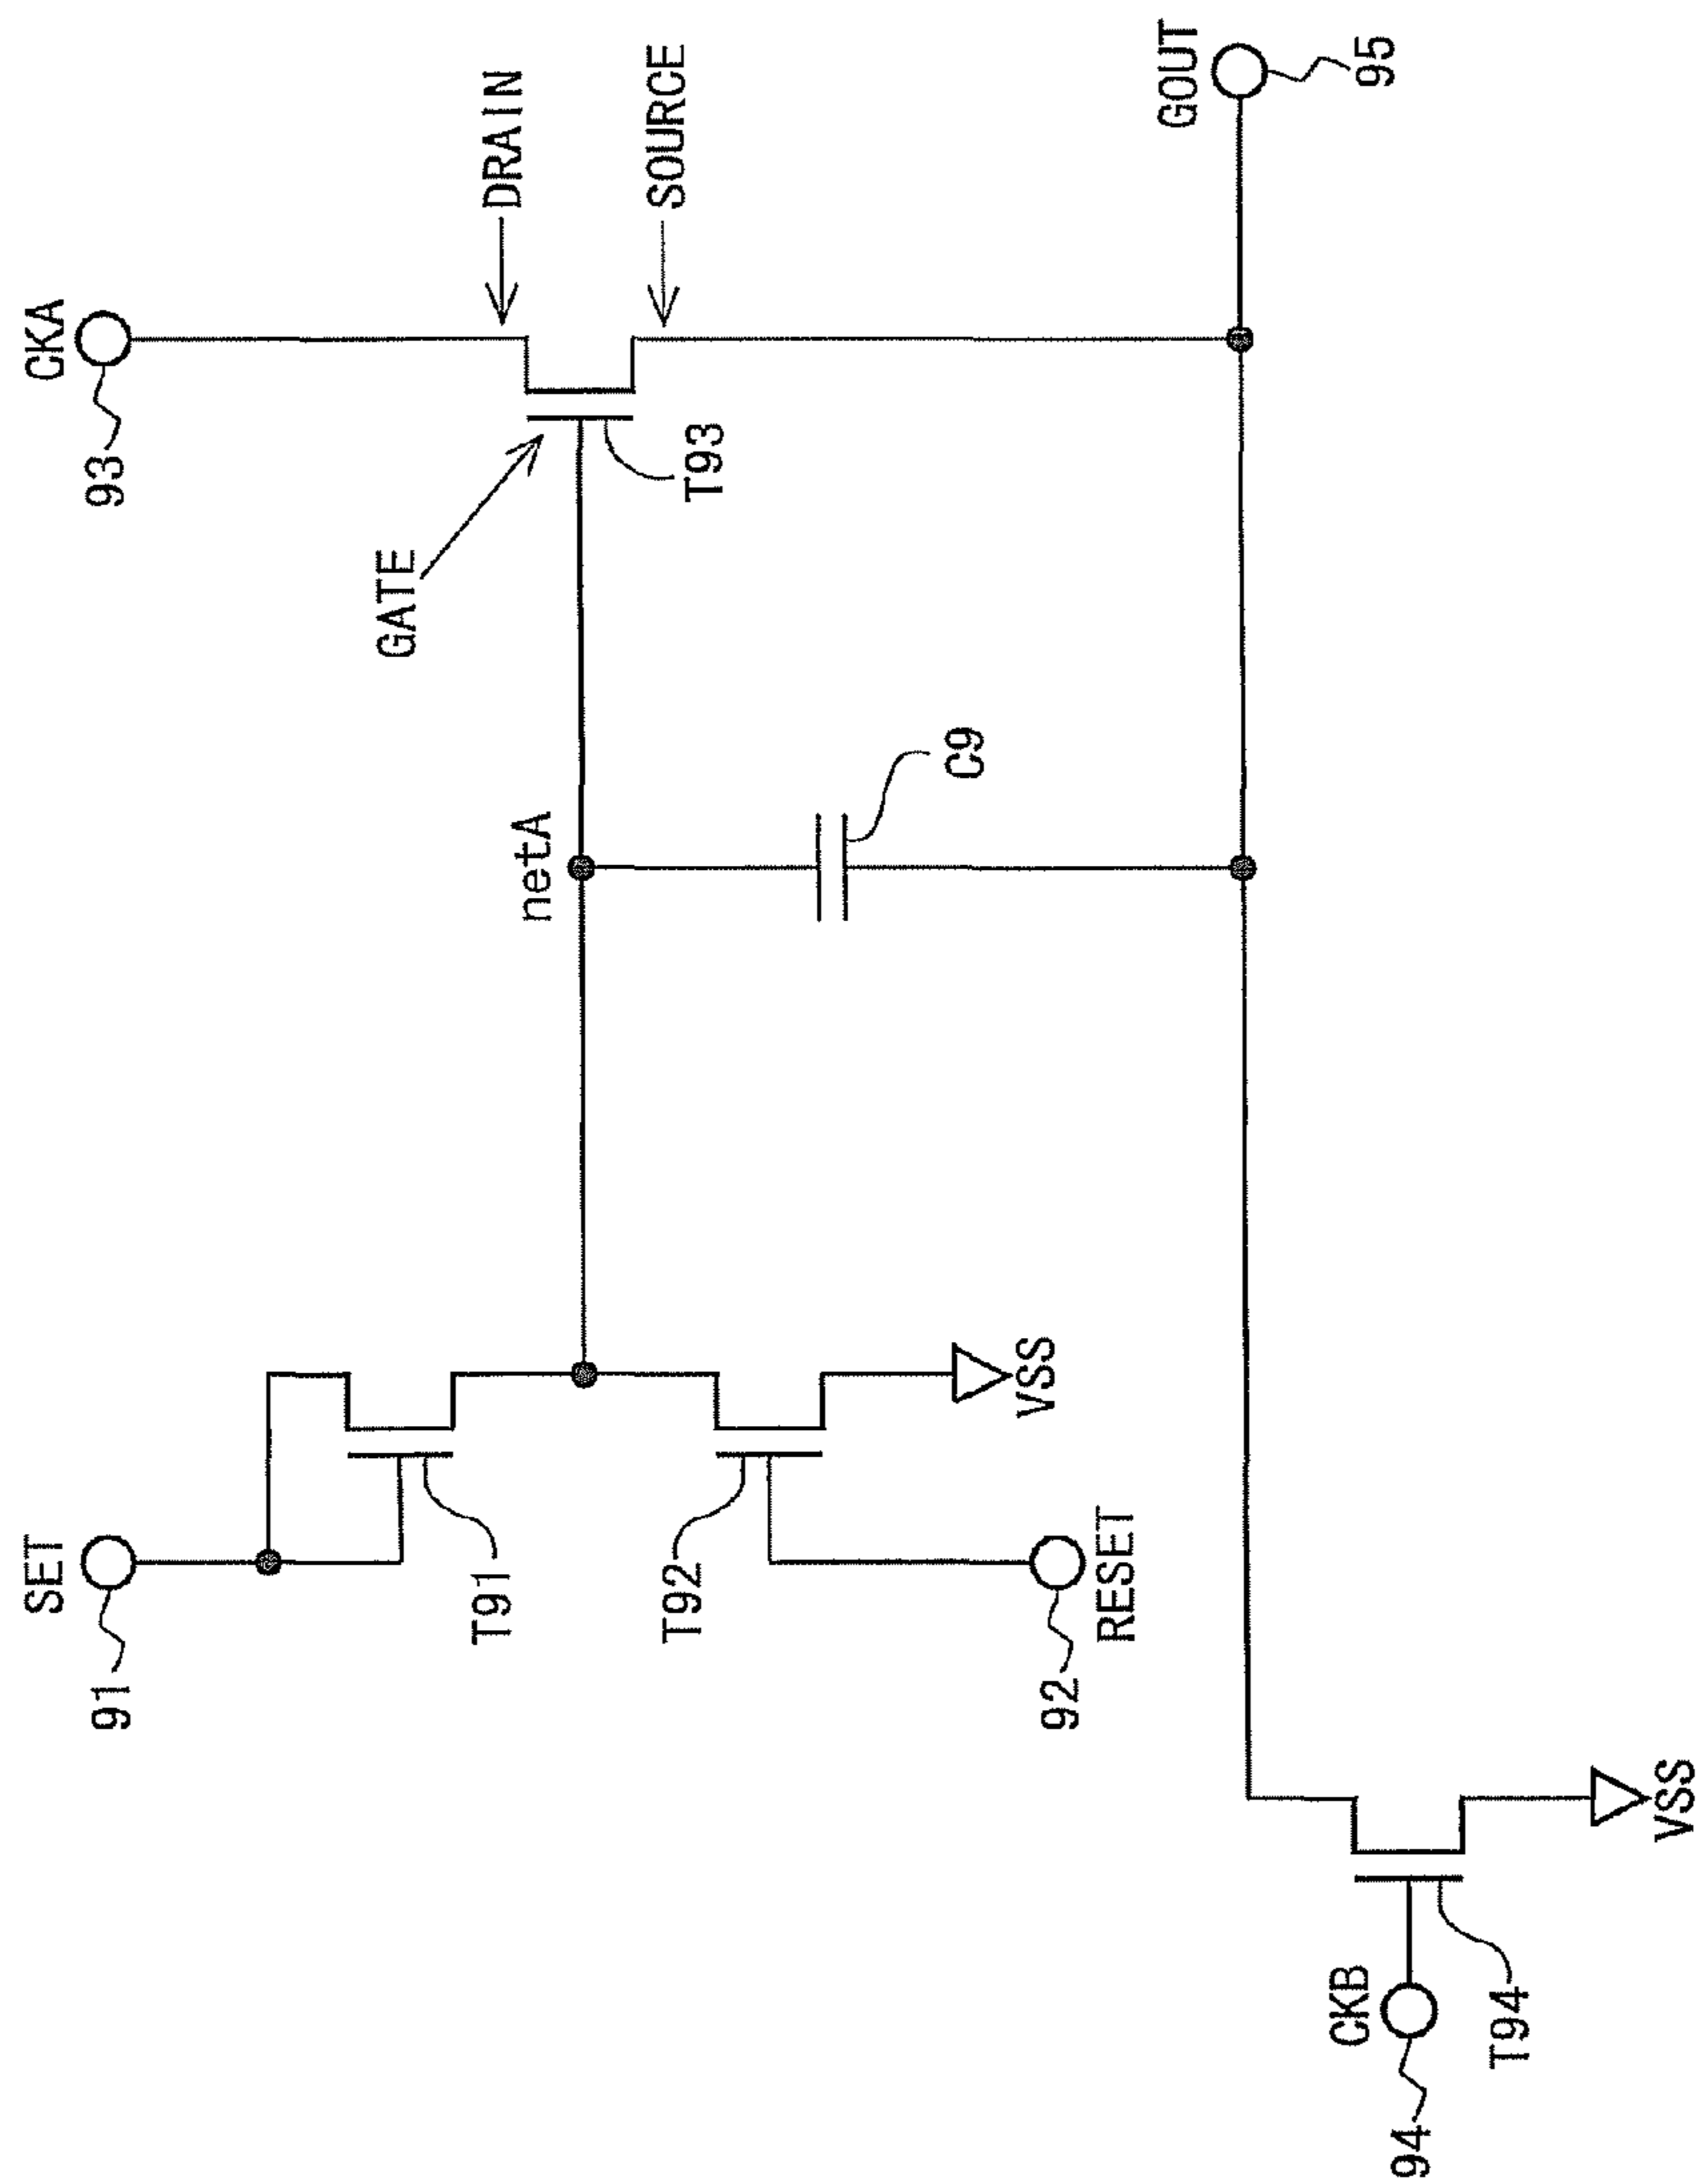 CKA
93
DRAIN
SOURCE
GATE
T93
GOUT
95
netA
C9
SET
91
T91
T92
VSS
92
RESET
CKB
94
T94
VSS